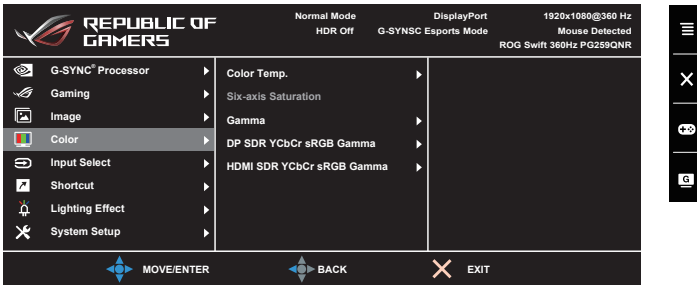 REPUBLIC OF
GAMERS
Normal Mode DisplayPort 1920x1080@360 Hz
HDR Off G-SYNSC Esports Mode Mouse Detected
ROG Swift 360Hz PG259QNR
G-SYNC® Processor
Gaming
Image
Color
Input Select
Shortcut
Lighting Effect
System Setup
Color Temp.
Six-axis Saturation
Gamma
DP SDR YCbCr sRGB Gamma
HDMI SDR YCbCr sRGB Gamma
MOVE/ENTER BACK EXIT
G